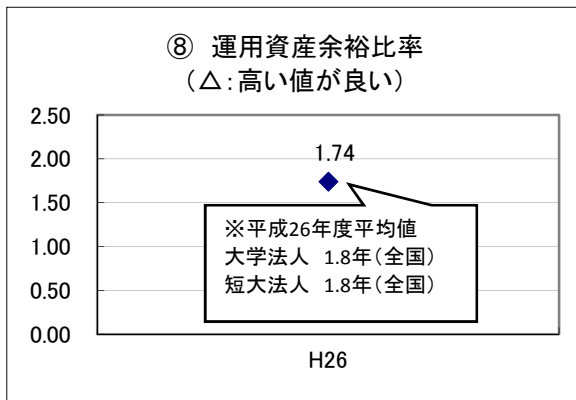 ⑧ 運用資産余裕比率
（△：高い値が良い）
2.50
2.00
1.50
1.00
0.50
0.00
1.74
※平成26年度平均値
大学法人 1.8年（全国）
短大法人 1.8年（全国）
H26